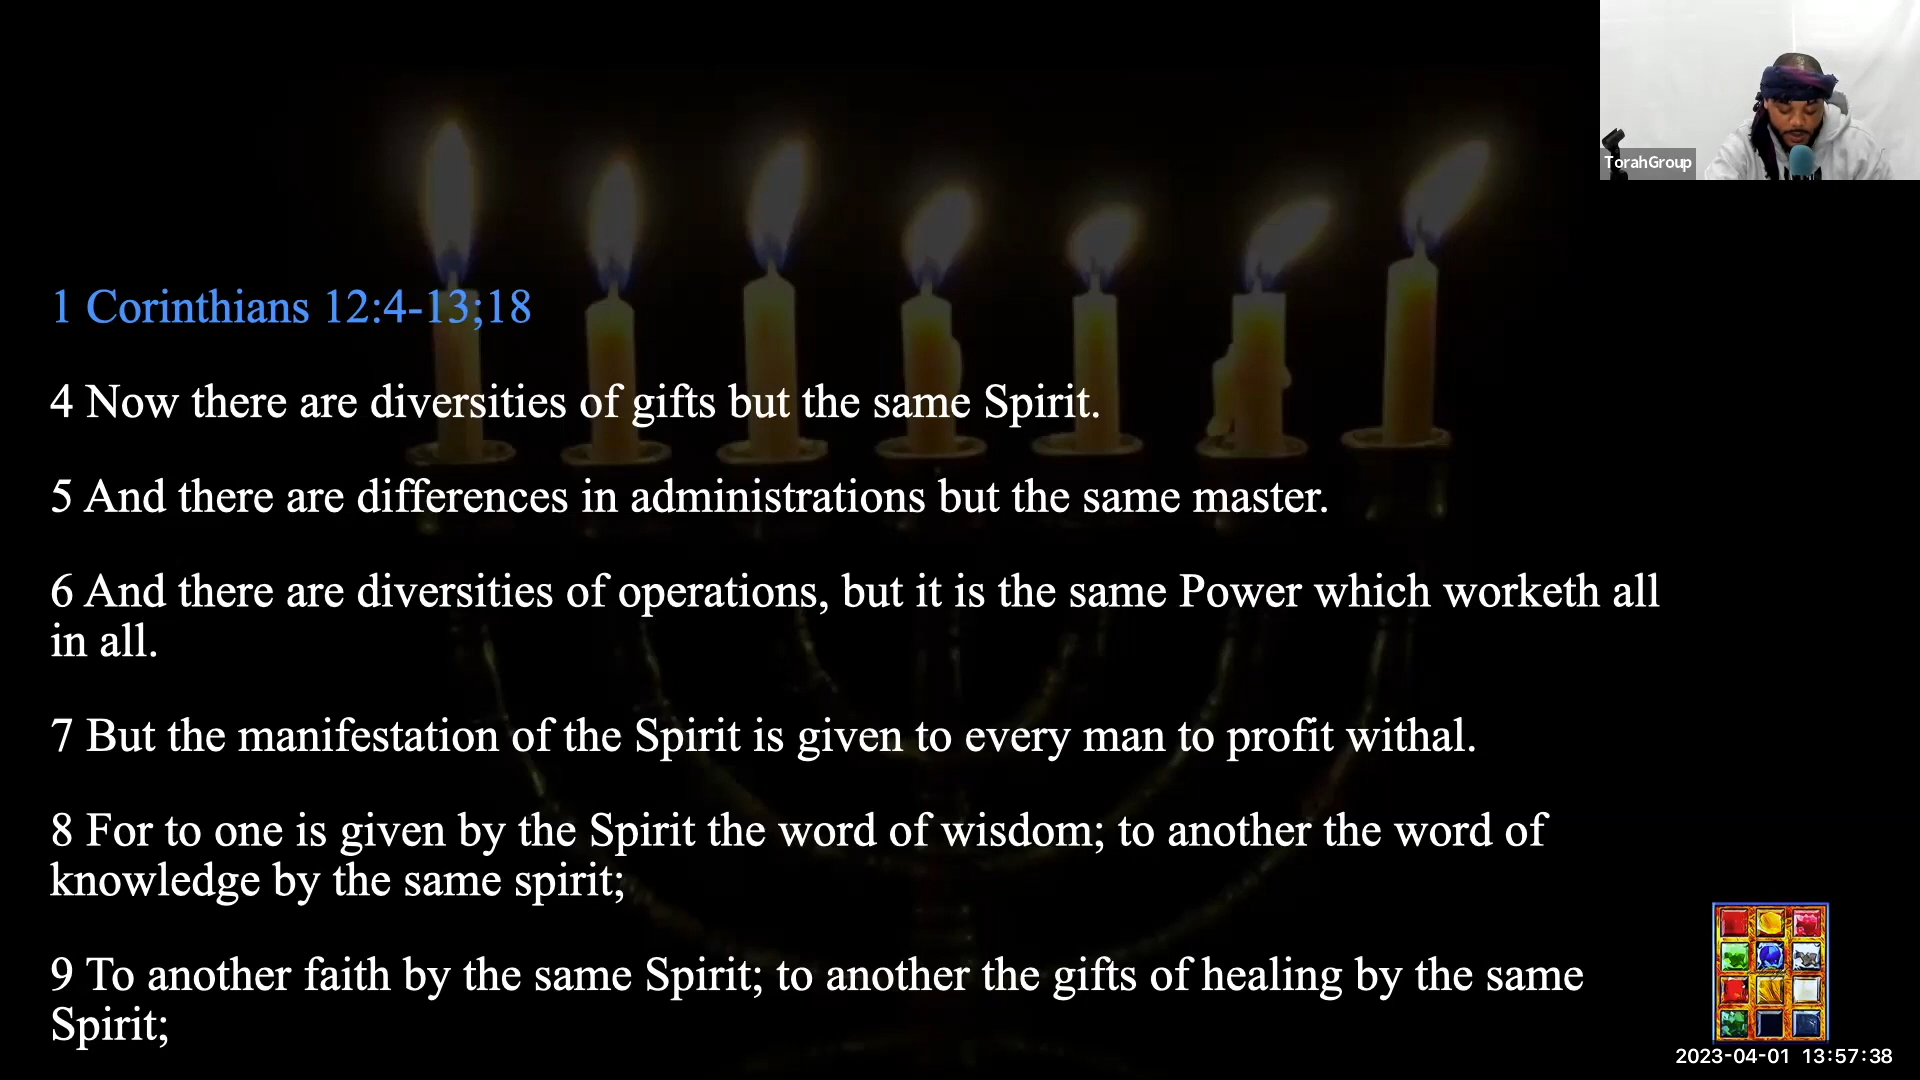 TorahGroup
1 Corinthians 12:4-13;18
4 Now there are diversities of gifts but the same Spirit.
5 And there are differences in administrations but the same master.
6 And there are diversities of operations, but it is the same Power which worketh all
in all.
7 But the manifestation of the Spirit is given to every man to profit withal.
8 For to one is given by the Spirit the word of wisdom; to another the word of
knowledge by the same spirit;
9 To another faith by the same Spirit; to another the gifts of healing by the same
Spirit;
2023-04-01 13:57:38